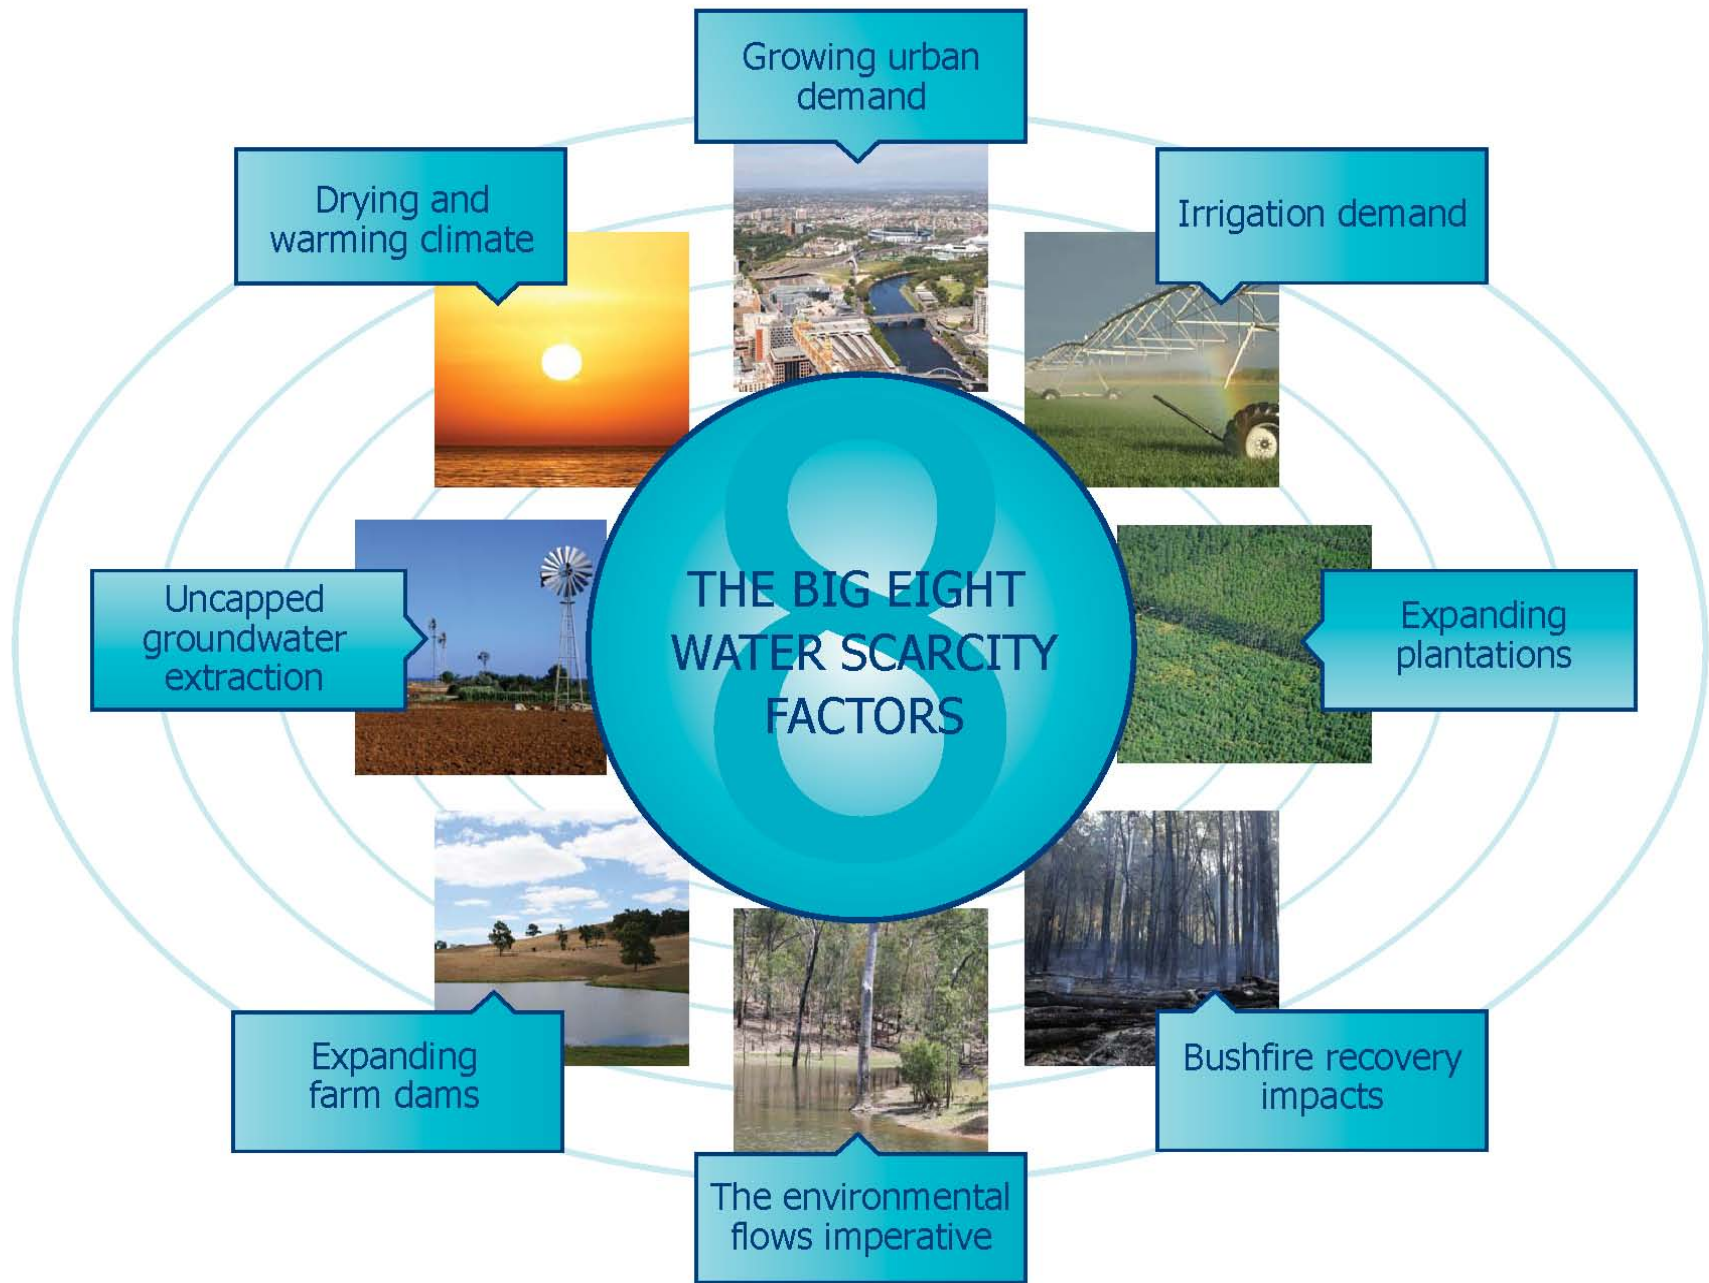 Growing urban
demand
Irrigation demand
Expanding
plantations
Bushfire recovery
impacts
The environmental
flows imperative
Expanding
farm dams
Uncapped
groundwater
extraction
Drying and
warming climate
8
THE BIG EIGHT
WATER SCARCITY
FACTORS